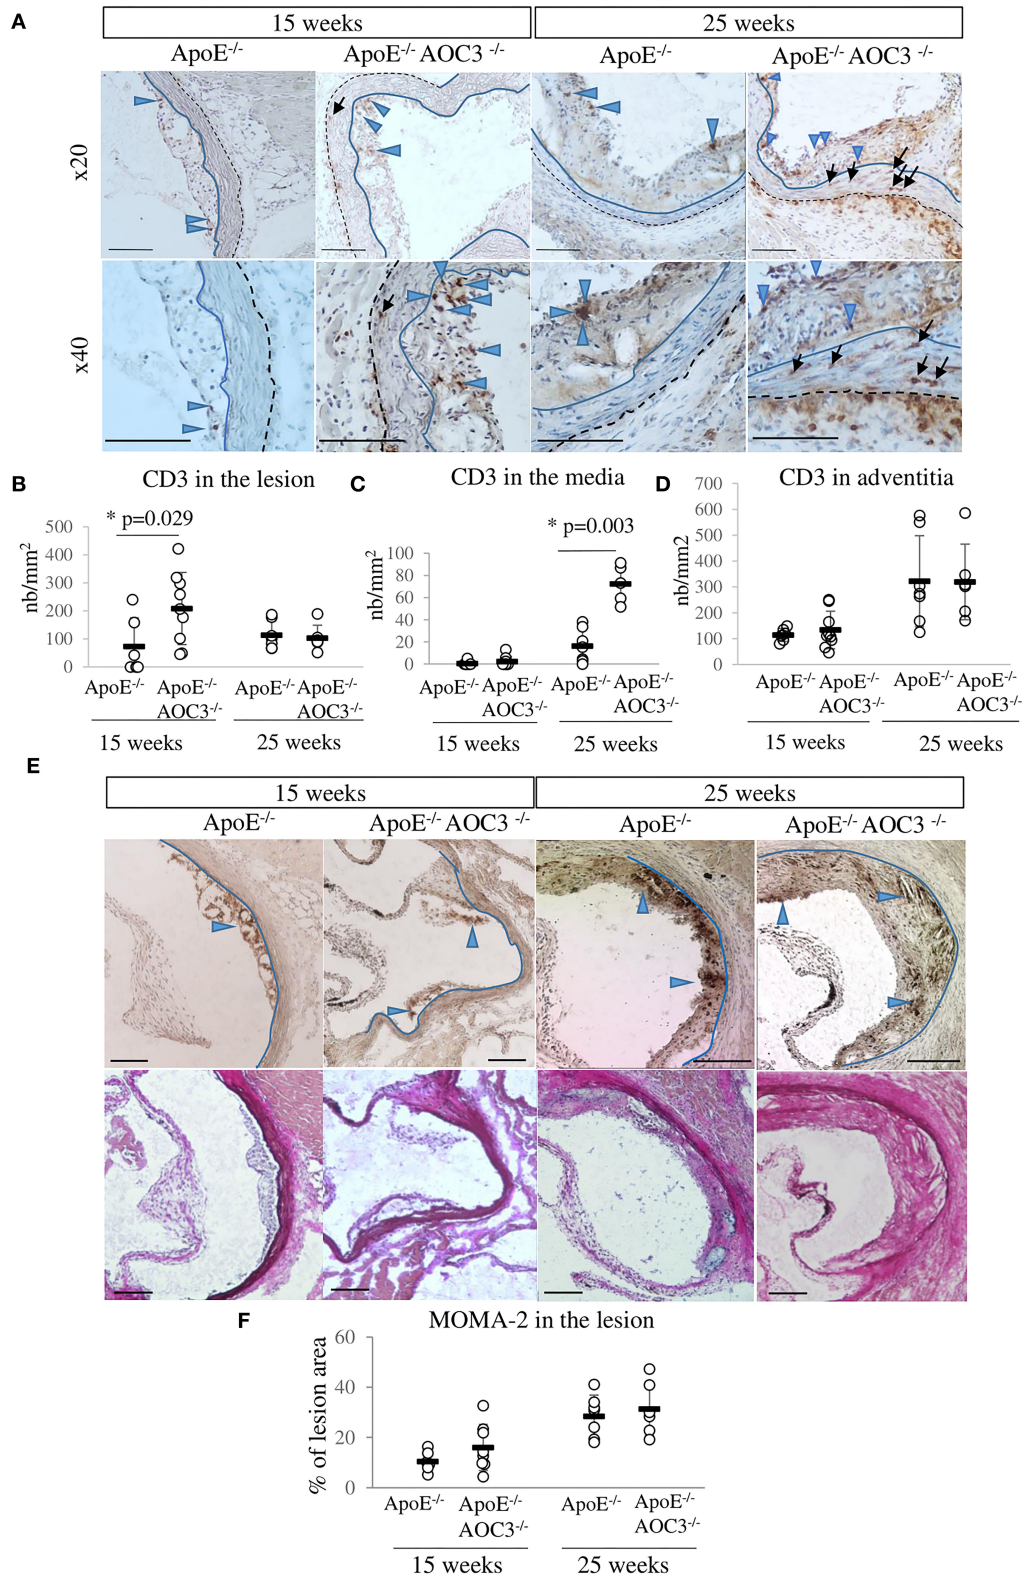 A
15 weeks 25 weeks
ApoE-/- ApoE-/- AOC3 -/- ApoE-/- ApoE-/- AOC3 -/-
x20
x40
B CD3 in the lesion
* p=0.029
nb/mm2
500
400
300
200
100
0
ApoE-/- ApoE-/- ApoE-/- ApoE-/-
AOC3-/- AOC3-/-
15 weeks 25 weeks
C CD3 in the media
* p=0.003
nb/mm2
100
80
60
40
20
0
ApoE-/- ApoE-/- ApoE-/- ApoE-/-
AOC3-/- AOC3-/-
15 weeks 25 weeks
D CD3 in adventitia
nb/mm2
700
600
500
400
300
200
100
0
ApoE-/- ApoE-/- ApoE-/- ApoE-/-
AOC3-/- AOC3-/-
15 weeks 25 weeks
E
15 weeks 25 weeks
ApoE-/- ApoE-/- AOC3 -/- ApoE-/- ApoE-/- AOC3 -/-
F MOMA-2 in the lesion
% of lesion area
60
40
20
0
ApoE-/- ApoE-/- ApoE-/- ApoE-/-
AOC3-/- AOC3-/-
15 weeks 25 weeks